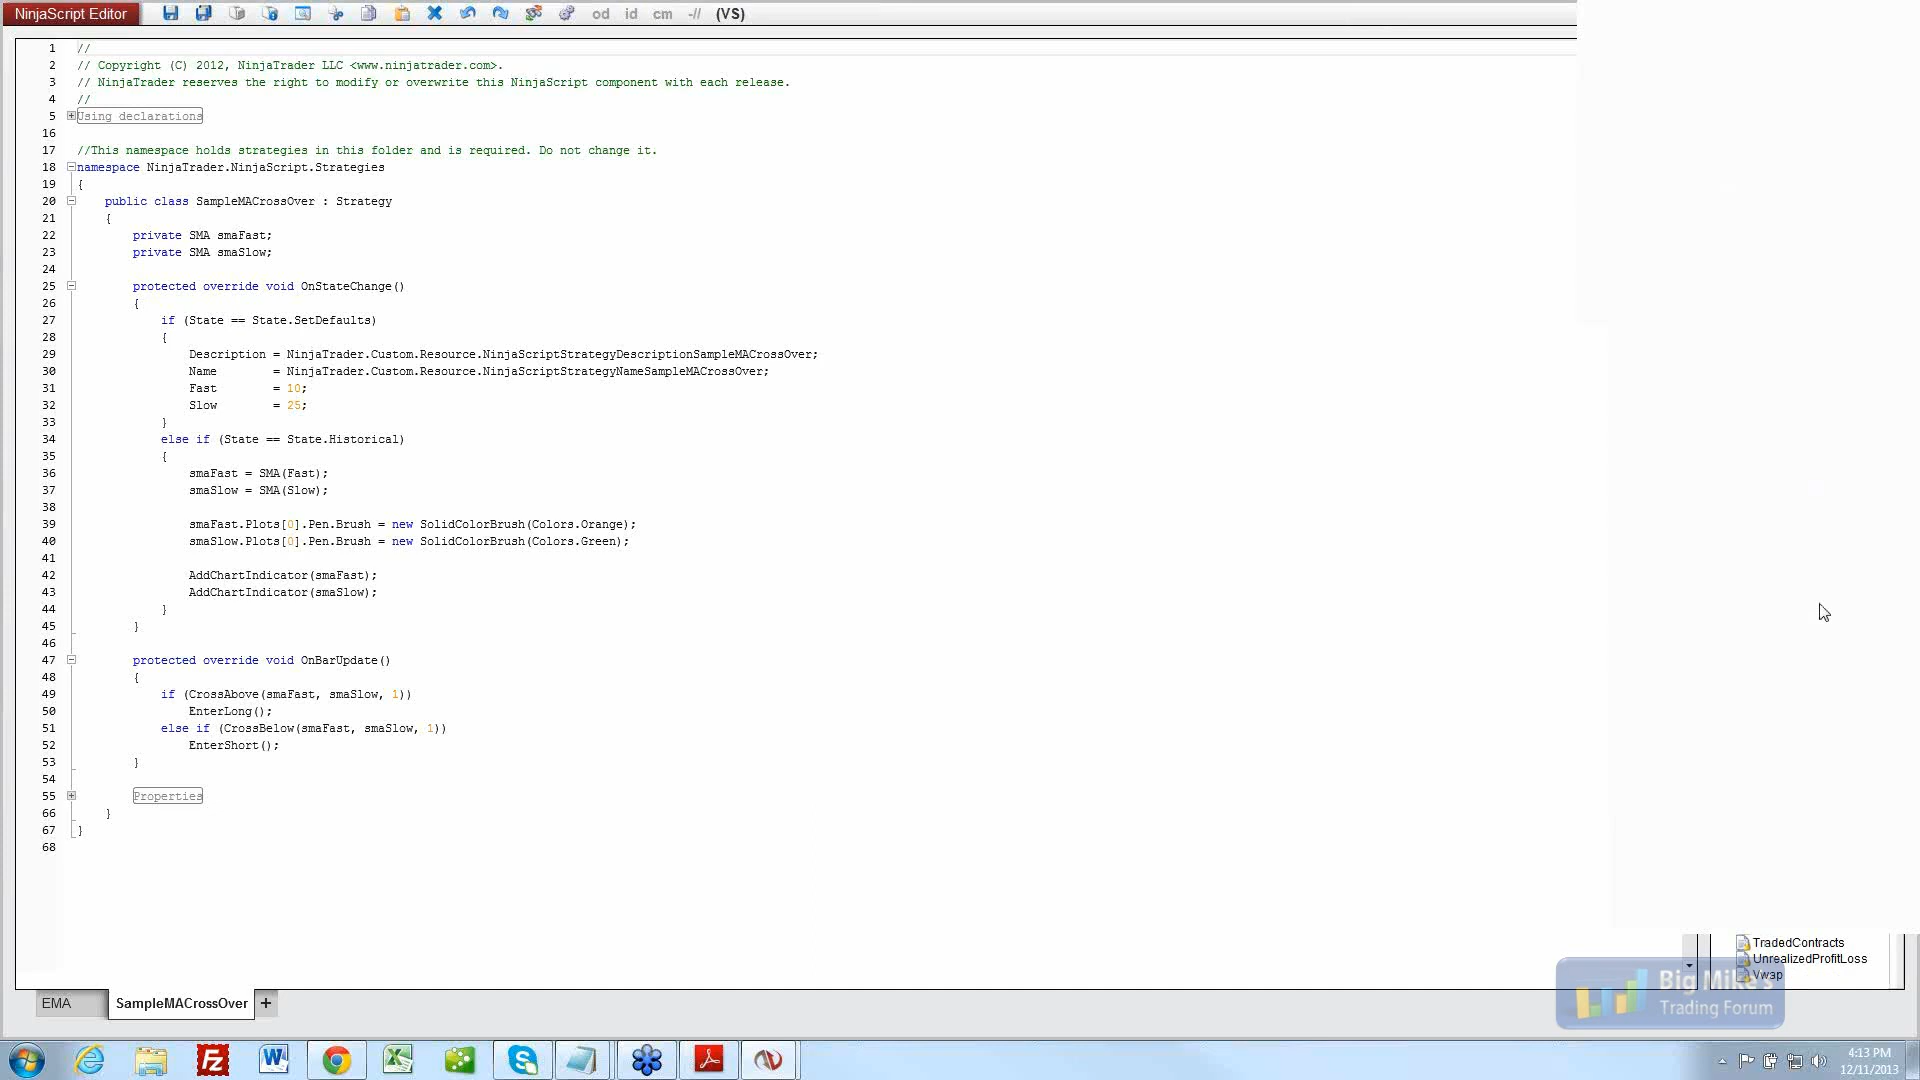 NinjaScript Editor
od id cm -// (VS)
1 //
2 // Copyright (C) 2012, NinjaTrader LLC <www.ninjatrader.com>.
3 // NinjaTrader reserves the right to modify or overwrite this NinjaScript component with each release.
4 //
5 Using declarations
16
17 //This namespace holds strategies in this folder and is required. Do not change it.
18 namespace NinjaTrader.NinjaScript.Strategies
19 {
20 public class SampleMACrossOver : Strategy
21 {
22 private SMA smaFast;
23 private SMA smaSlow;
24
25 protected override void OnStateChange()
26 {
27 if (State == State.SetDefaults)
28 {
29 Description = NinjaTrader.Custom.Resource.NinjaScriptStrategyDescriptionSampleMACrossOver;
30 Name = NinjaTrader.Custom.Resource.NinjaScriptStrategyNameSampleMACrossOver;
31 Fast = 10;
32 Slow = 25;
33 }
34 else if (State == State.Historical)
35 {
36 smaFast = SMA(Fast);
37 smaSlow = SMA(Slow);
38
39 smaFast.Plots[0].Pen.Brush = new SolidColorBrush(Colors.Orange);
40 smaSlow.Plots[0].Pen.Brush = new SolidColorBrush(Colors.Green);
41
42 AddChartIndicator(smaFast);
43 AddChartIndicator(smaSlow);
44 }
45 }
46
47 protected override void OnBarUpdate()
48 {
49 if (CrossAbove(smaFast, smaSlow, 1))
50 EnterLong();
51 else if (CrossBelow(smaFast, smaSlow, 1))
52 EnterShort();
53 }
54
55 Properties
66 }
67 }
68
TradedContracts
UnrealizedProfitLoss
Vwap
Big Mike's
Trading Forum
EMA
SampleMACrossOver
+
4:13 PM
12/11/2013